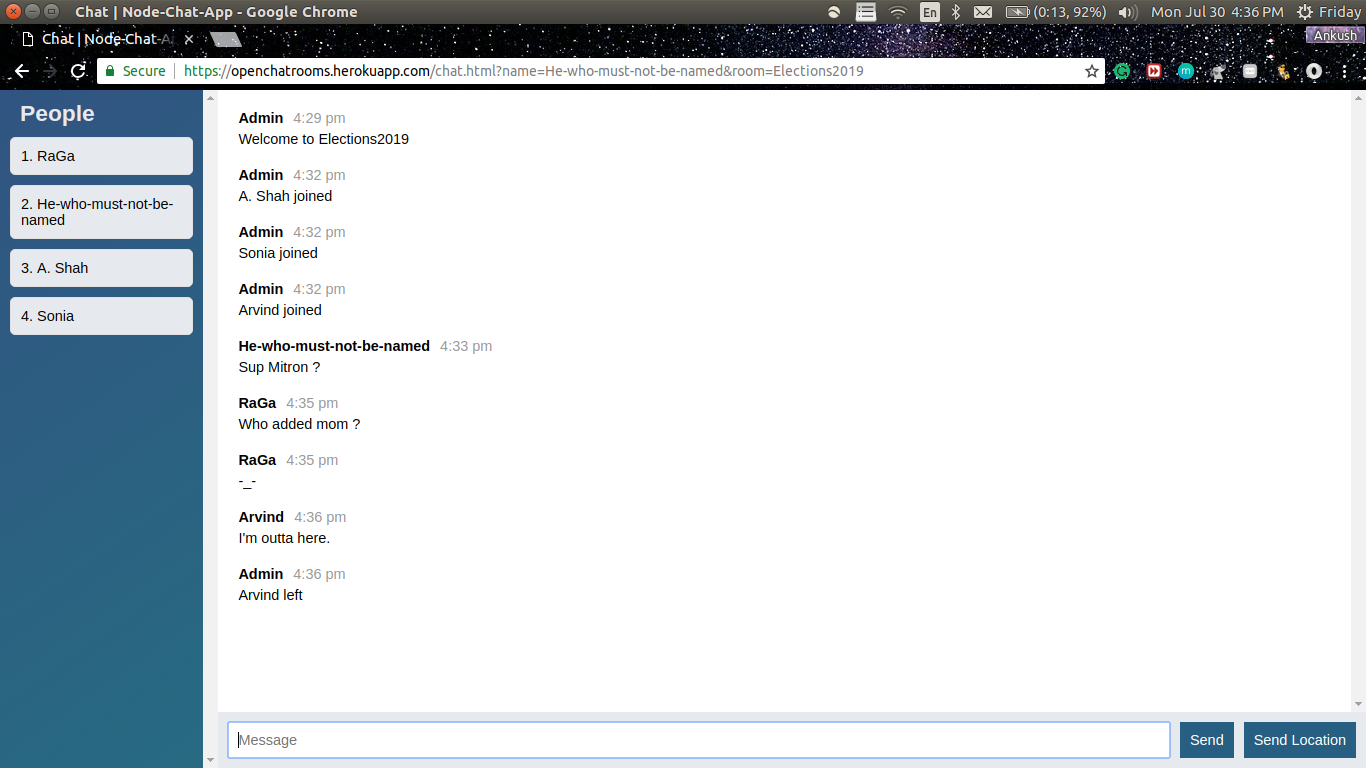 Chat | Node-Chat-App - Google Chrome
En
(0:13, 92%)
Mon Jul 30 4:36 PM
Friday
Chat | Node-Chat-A
Ankush
Secure
https://openchatrooms.herokuapp.com/chat.html?name=He-who-must-not-be-named&room=Elections2019
People
1. RaGa
2. He-who-must-not-be-
named
3. A. Shah
4. Sonia
Admin 4:29 pm
Welcome to Elections2019
Admin 4:32 pm
A. Shah joined
Admin 4:32 pm
Sonia joined
Admin 4:32 pm
Arvind joined
He-who-must-not-be-named 4:33 pm
Sup Mitron ?
RaGa 4:35 pm
Who added mom ?
RaGa 4:35 pm
-_-
Arvind 4:36 pm
I'm outta here.
Admin 4:36 pm
Arvind left
Message
Send
Send Location